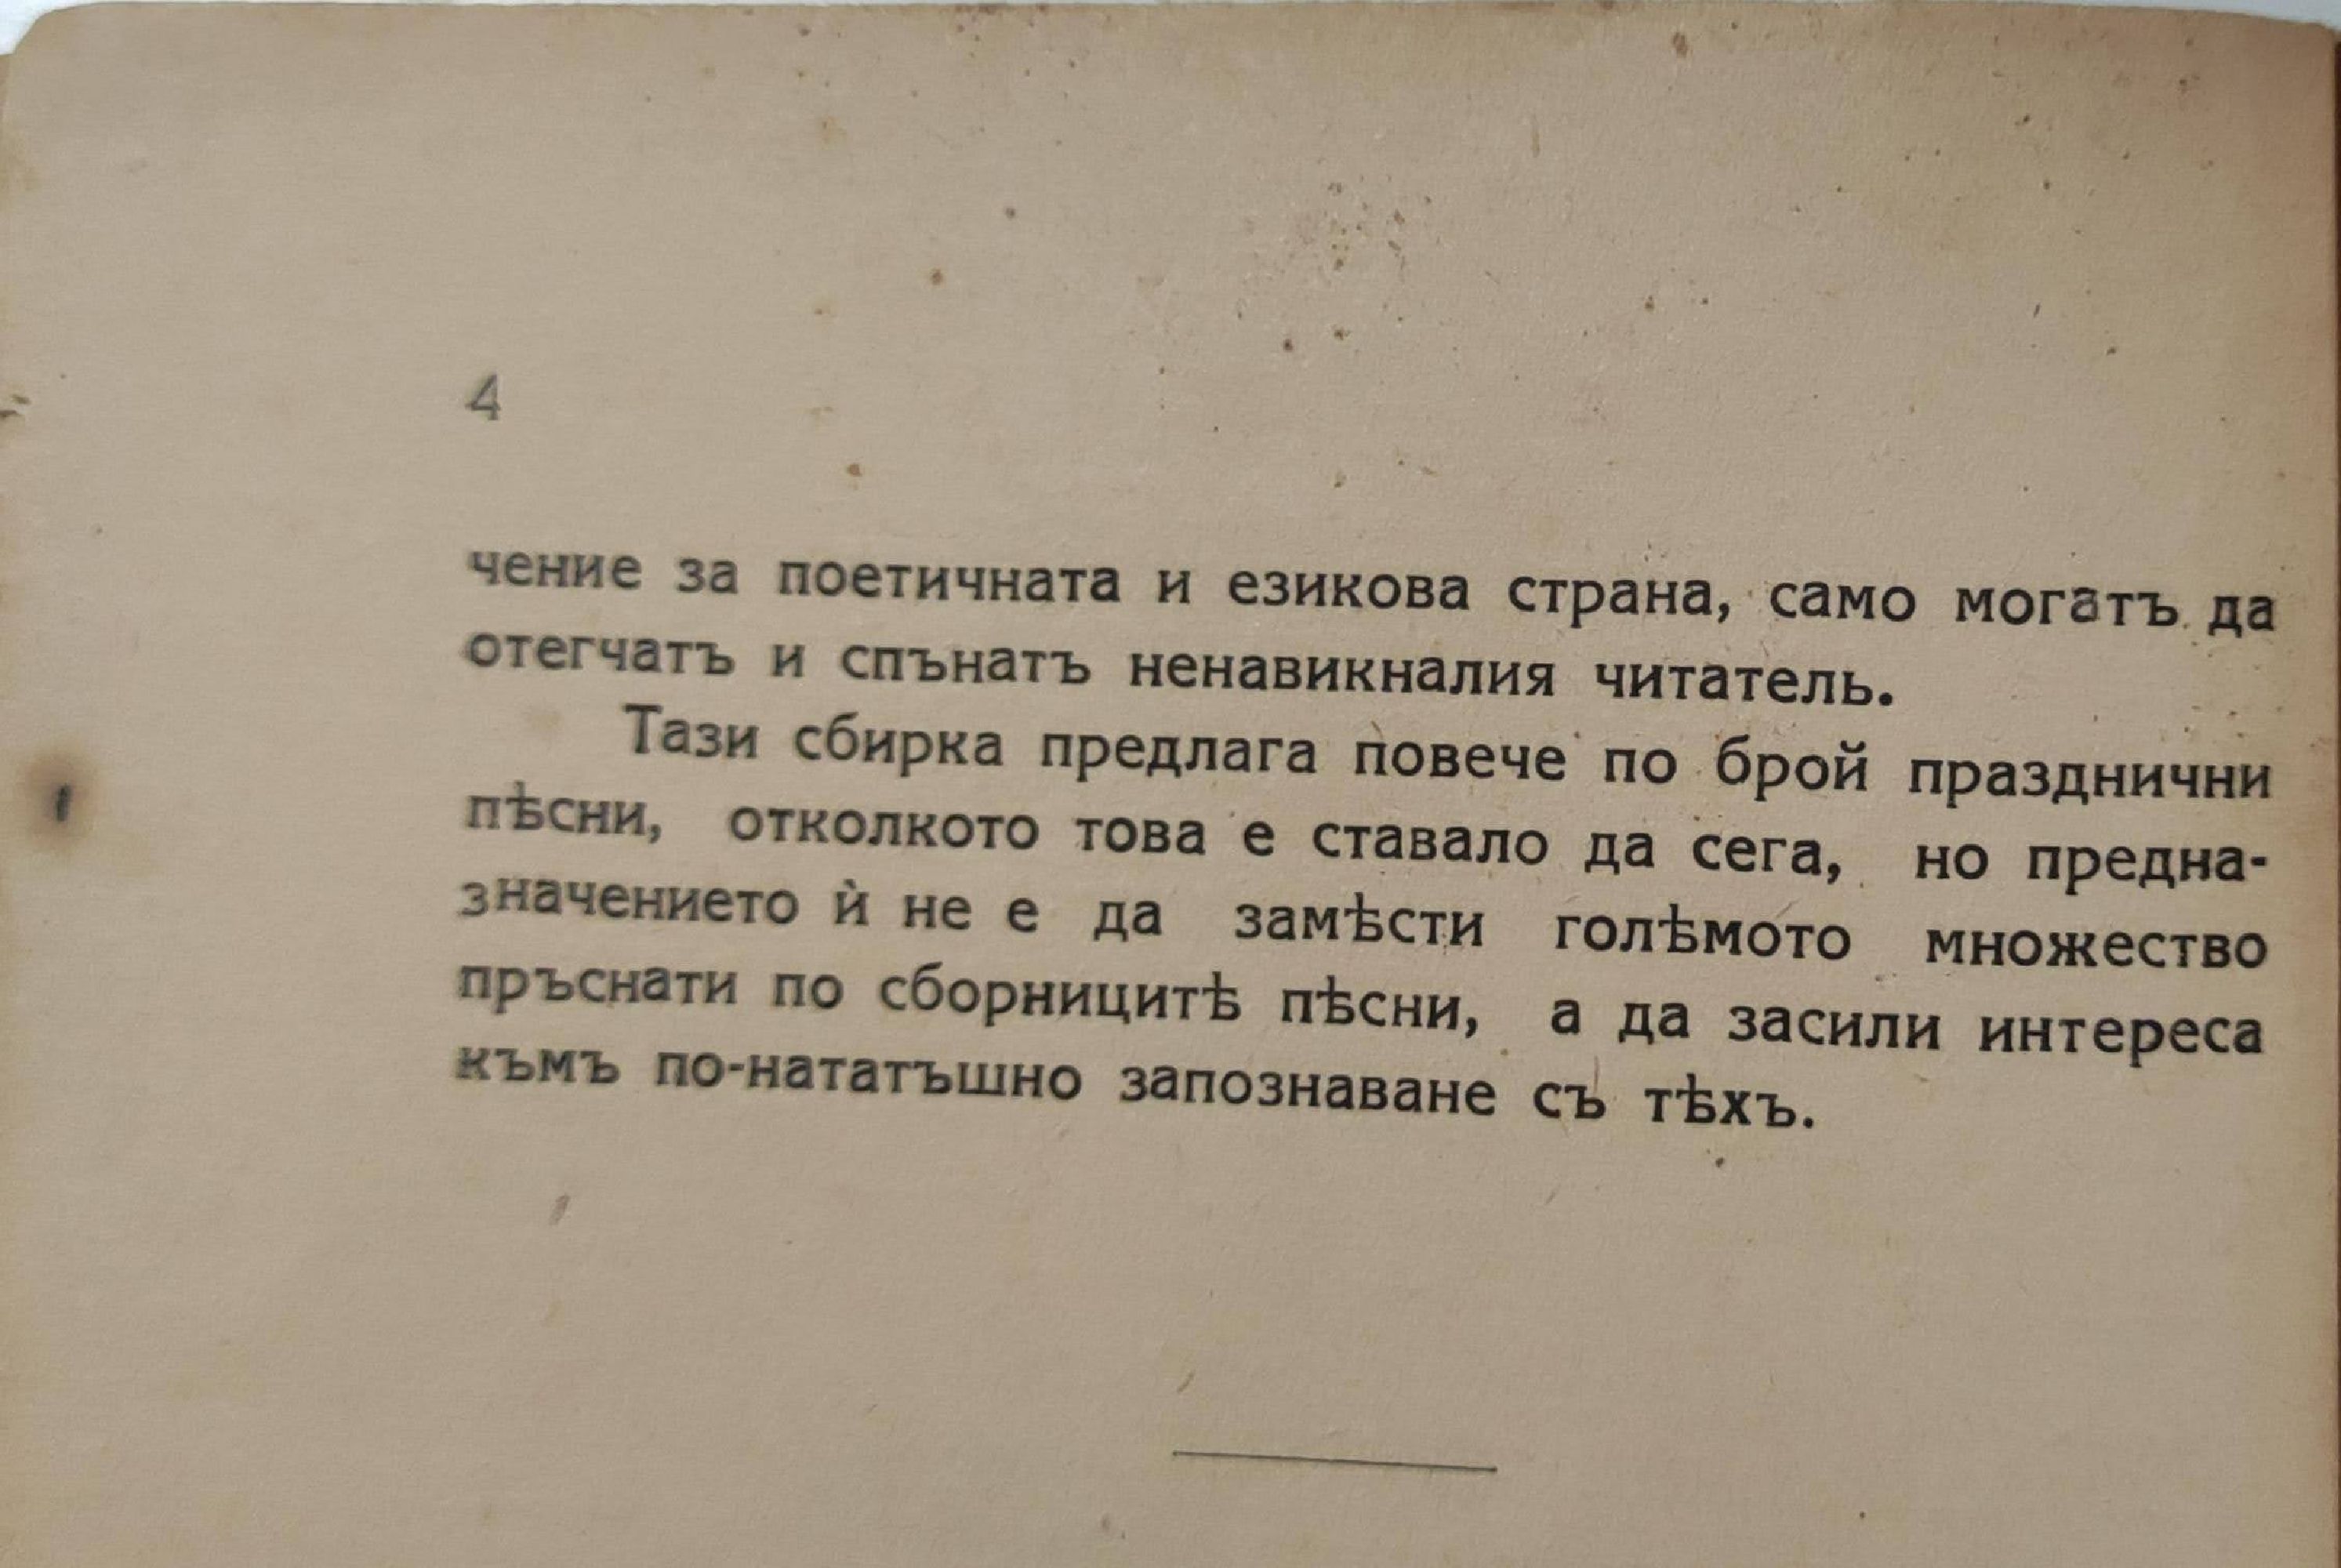 4
чение за поетичната и езикова страна, само могатъ да
отегчатъ и спънатъ ненавикналия читатель.
Тази сбирка предлага повече по брой празднични
пѣсни, отколкото това е ставало да сега, но предна-
значението ѝ не е да замѣсти голѣмото множество
пръснати по сборницитѣ пѣсни, а да засили интереса
къмъ по-нататъшно запознаване съ тѣхъ.